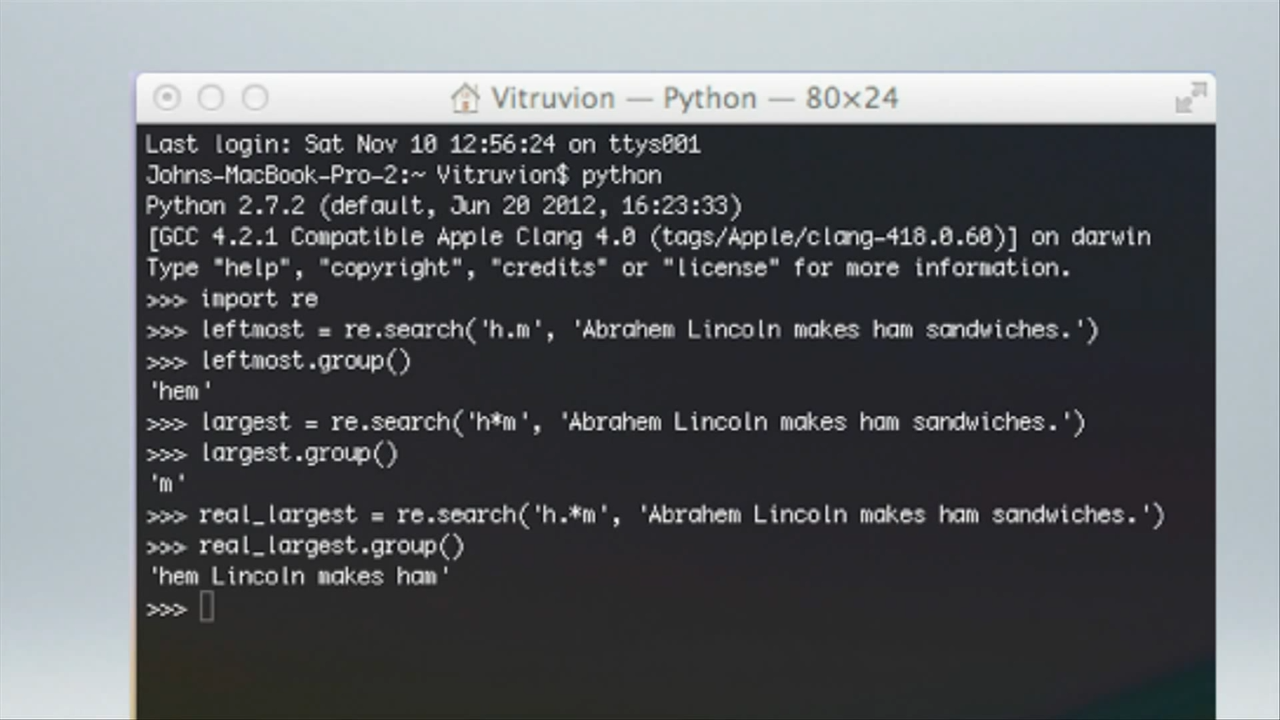 Vitruvion — Python — 80×24
Last login: Sat Nov 10 12:56:24 on ttys001
Johns-MacBook-Pro-2:~ Vitruvion$ python
Python 2.7.2 (default, Jun 20 2012, 16:23:33)
[GCC 4.2.1 Compatible Apple Clang 4.0 (tags/Apple/clang-418.0.60)] on darwin
Type "help", "copyright", "credits" or "license" for more information.
>>> import re
>>> leftmost = re.search('h.m', 'Abrahem Lincoln makes ham sandwiches.')
>>> leftmost.group()
'hem'
>>> largest = re.search('h*m', 'Abrahem Lincoln makes ham sandwiches.')
>>> largest.group()
'm'
>>> real_largest = re.search('h.*m', 'Abrahem Lincoln makes ham sandwiches.')
>>> real_largest.group()
'hem Lincoln makes ham'
>>>